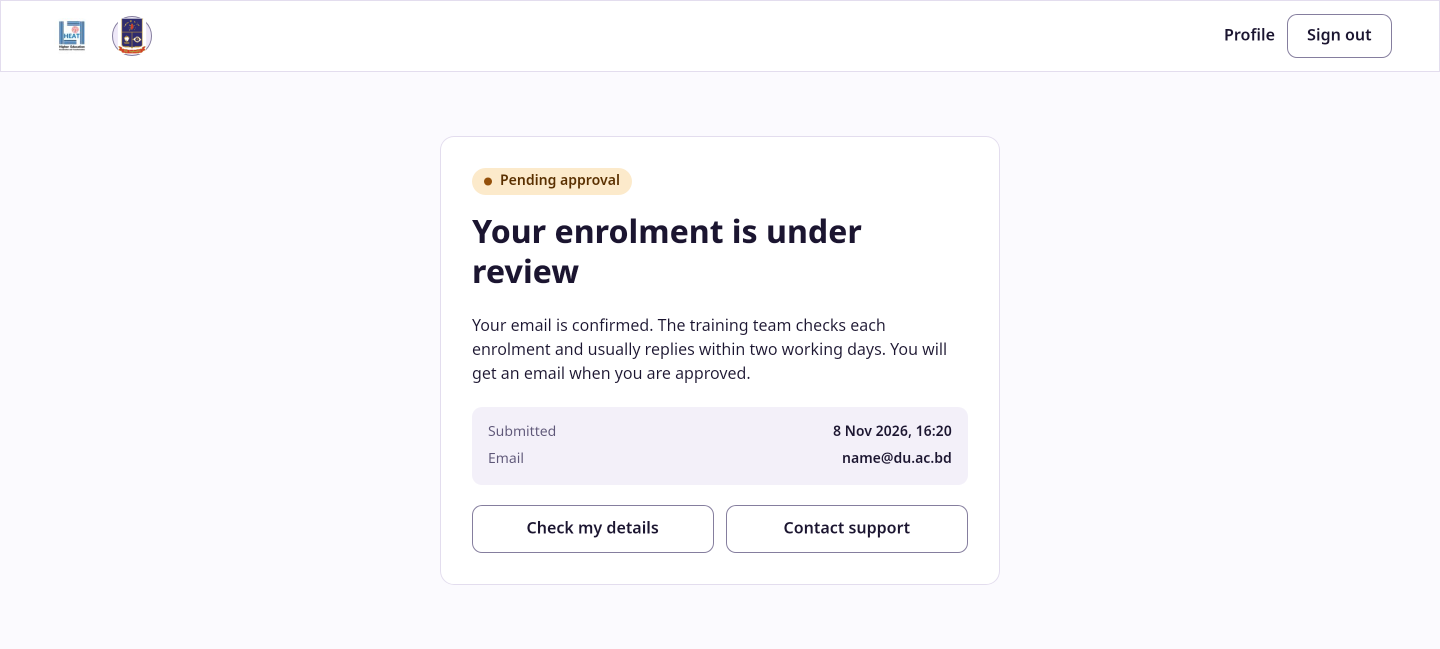 HEAT
Profile
Sign out
Pending approval
Your enrolment is under
review
Your email is confirmed. The training team checks each
enrolment and usually replies within two working days. You will
get an email when you are approved.
Submitted
8 Nov 2026, 16:20
Email
name@du.ac.bd
Check my details
Contact support